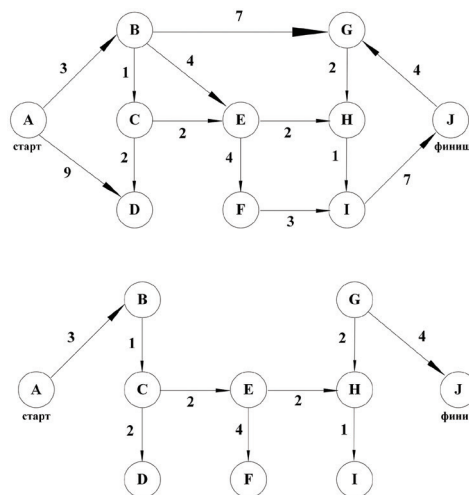 7
B G
3 1 4 2 4
A C 2 E 2 H J
старт финиш
9 2 4 1 7
D F 3 I
B G
3 1 2 4
A C 2 E 2 H J
старт
2 4 1
D F I